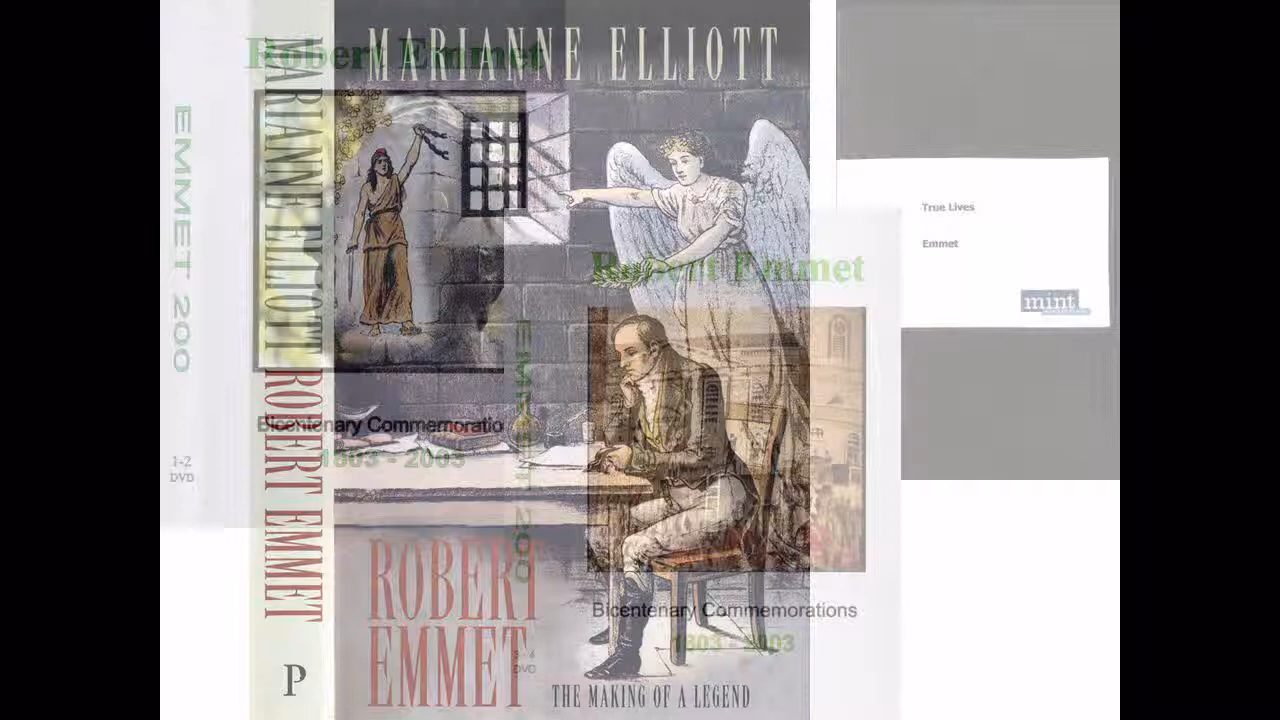 MARIANNE ELLIOTT
Robert Emmet
MARIANNE ELLIOTT ROBERT EMMET
P
EMMET 200
1-2
DVD
True Lives
Emmet
mint
Robert Emmet
EMMET 200
Bicentenary Commemoratio
1803 - 2003
ROBERT
EMMET
DVD
Bicentenary Commemorations
1803 - 2003
THE MAKING OF A LEGEND